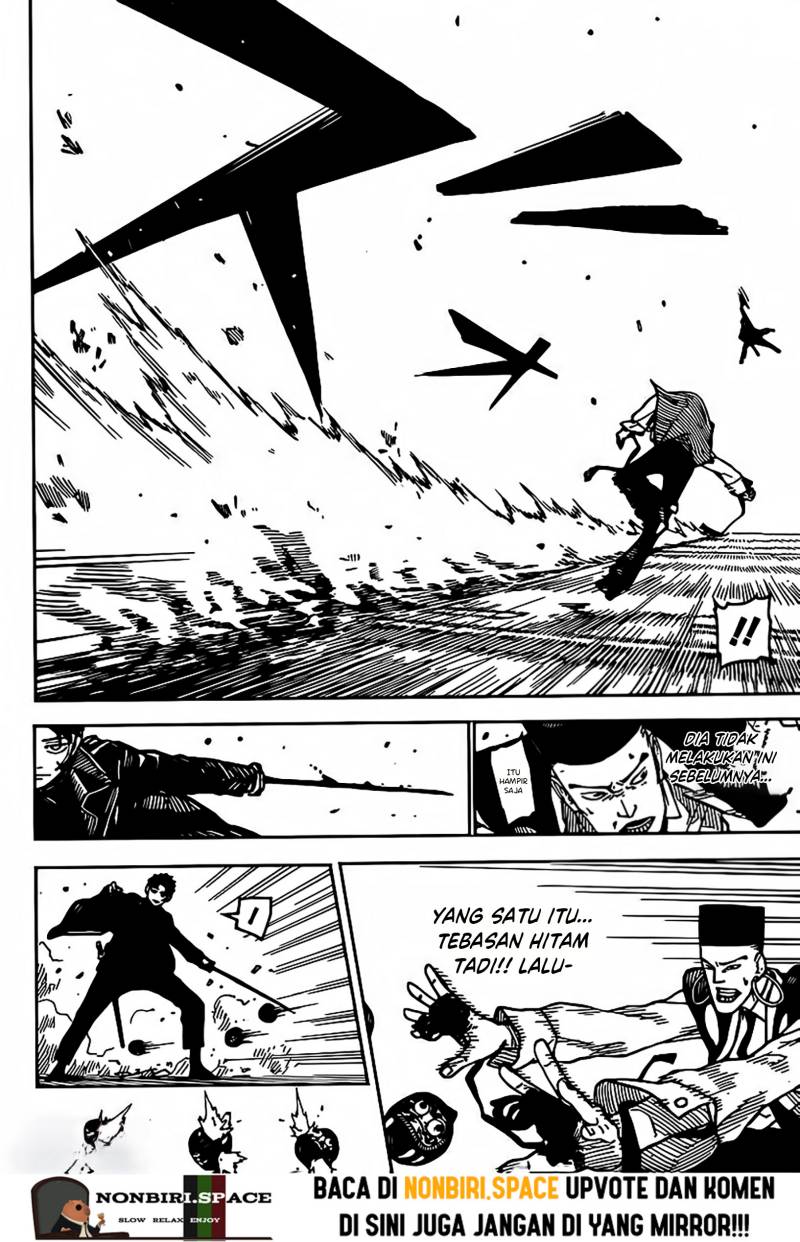 !!
ITU
HAMPIR
SAJA
DIA TIDAK
MELAKUKAN INI
SEBELUMNYA...
YANG SATU ITU...
TEBASAN HITAM
TADI!! LALU-
NONBIRI.SPACE
SLOW RELAX ENJOY
BACA DI NONBIRI.SPACE UPVOTE DAN KOMEN
DI SINI JUGA JANGAN DI YANG MIRROR!!!